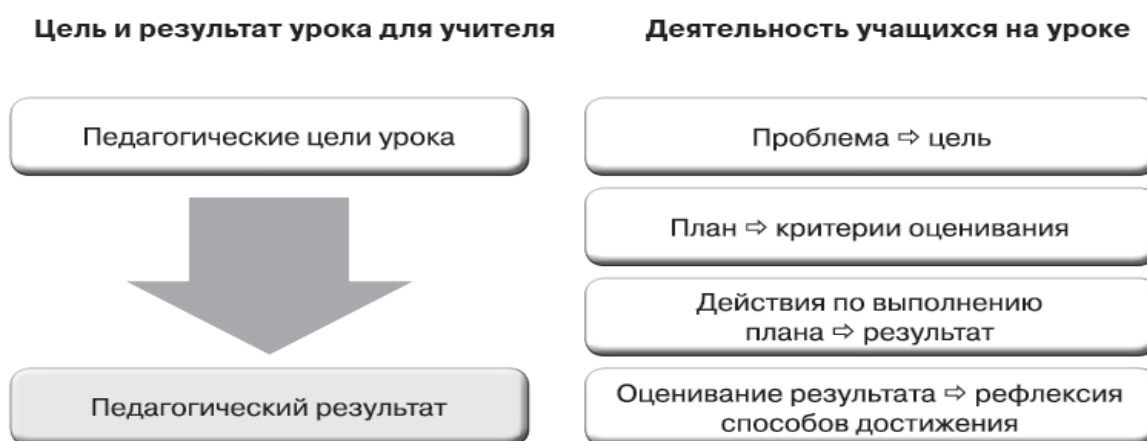 Цель и результат урока для учителя
Педагогические цели урока
Педагогический результат
Деятельность учащихся на уроке
Проблема ⇨ цель
План ⇨ критерии оценивания
Действия по выполнению
плана ⇨ результат
Оценивание результата ⇨ рефлексия
способов достижения